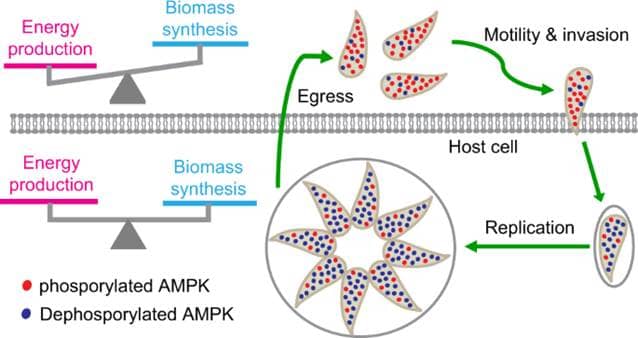 Energy
production
Biomass
synthesis
Motility & invasion
Egress
Host cell
Energy
production
Biomass
synthesis
Replication
phosporylated AMPK
Dephosporylated AMPK